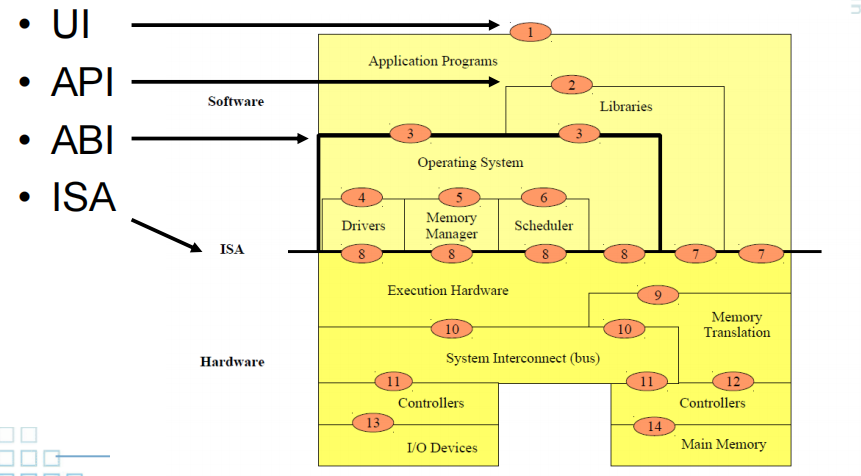 • UI
• API
• ABI
• ISA
1
Application Programs
2
Software
Libraries
3 3
Operating System
4 5 6
Drivers
Memory
Manager
Scheduler
ISA
8 8 8 8 7 7
Execution Hardware
9
Memory
Translation
10 10
System Interconnect (bus)
Hardware
11 11 12
Controllers Controllers
13 14
I/O Devices Main Memory